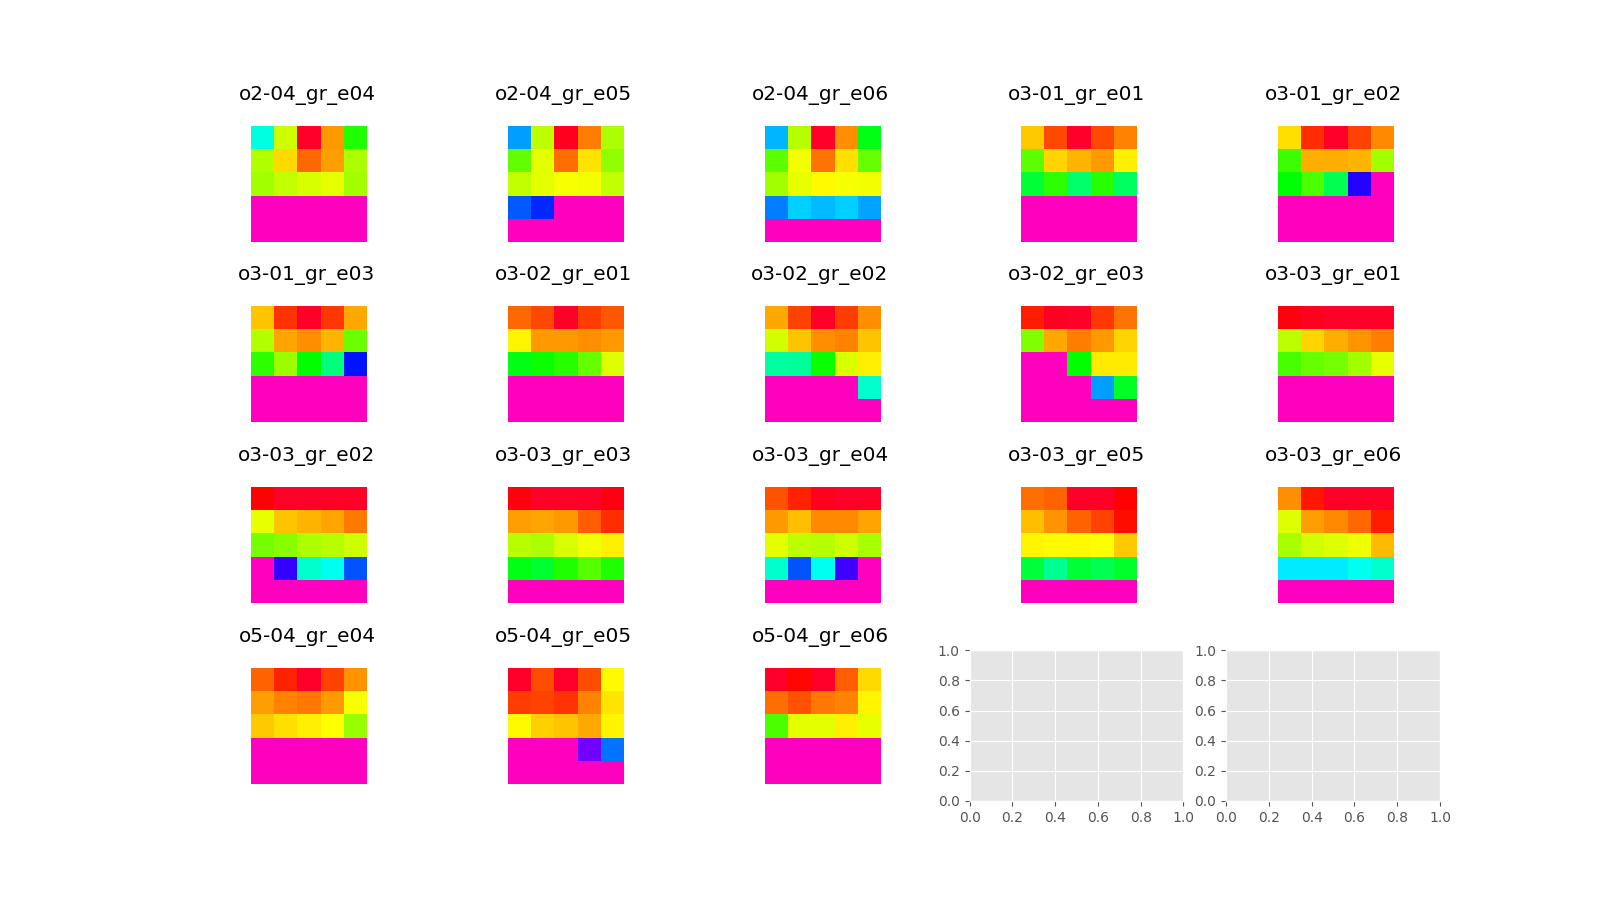 o2-04_gr_e04 o2-04_gr_e05 o2-04_gr_e06 o3-01_gr_e01 o3-01_gr_e02
o3-01_gr_e03 o3-02_gr_e01 o3-02_gr_e02 o3-02_gr_e03 o3-03_gr_e01
o3-03_gr_e02 o3-03_gr_e03 o3-03_gr_e04 o3-03_gr_e05 o3-03_gr_e06
o5-04_gr_e04 o5-04_gr_e05 o5-04_gr_e06
1.0 1.0
0.8 0.8
0.6 0.6
0.4 0.4
0.2 0.2
0.0 0.0
0.0 0.2 0.4 0.6 0.8 1.0 0.0 0.2 0.4 0.6 0.8 1.0